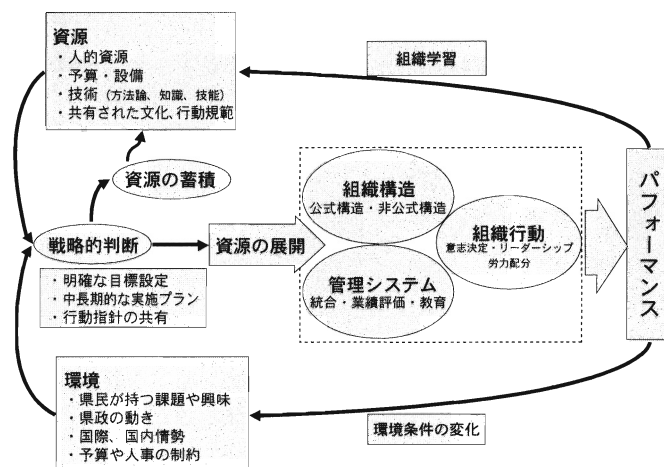 資源
・人的資源
・予算・設備
・技術（方法論、知識、技能）
・共有された文化、行動規範
組織学習
資源の蓄積
戦略的判断
・明確な目標設定
・中長期的な実施プラン
・行動指針の共有
資源の展開
組織構造
公式構造・非公式構造
組織行動
意志決定・リーダーシップ
労力配分
管理システム
統合・業績評価・教育
パフォーマンス
環境
・県民が持つ課題や興味
・県政の動き
・国際、国内情勢
・予算や人事の制約
環境条件の変化